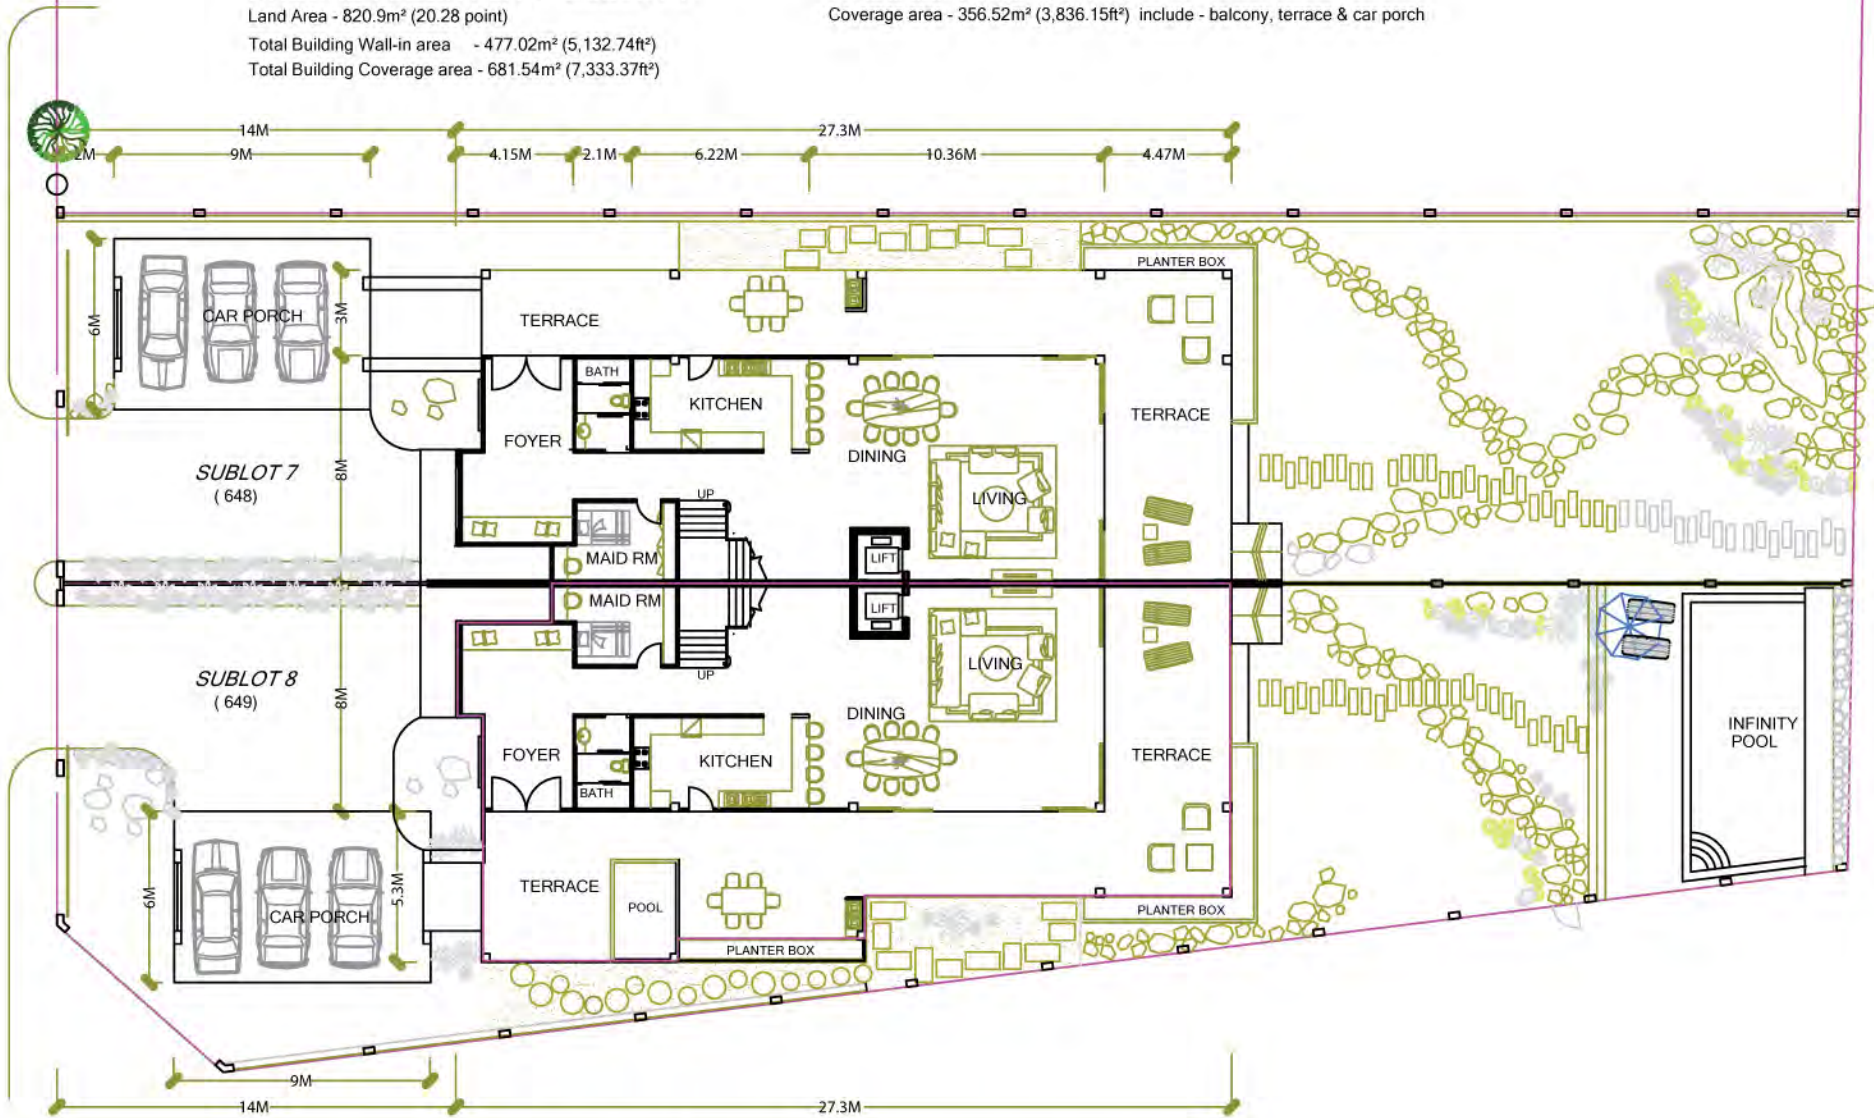 Land Area - 820.9m² (20.28 point)
Coverage area - 356.52m² (3,836.15ft²) include - balcony, terrace & car porch
Total Building Wall-in area - 477.02m² (5,132.74ft²)
Total Building Coverage area - 681.54m² (7,333.37ft²)
14M
27.3M
2M
9M
4.15M
2.1M
6.22M
10.36M
4.47M
PLANTER BOX
6M
CAR PORCH
3M
TERRACE
BATH
KITCHEN
TERRACE
FOYER
DINING
SUBLOT 7
( 648)
8M
UP
LIVING
MAID RM
LIFT
MAID RM
LIFT
SUBLOT 8
( 649)
8M
UP
LIVING
DINING
INFINITY
POOL
FOYER
KITCHEN
TERRACE
BATH
6M
CAR PORCH
5.3M
TERRACE
POOL
PLANTER BOX
PLANTER BOX
9M
14M
27.3M